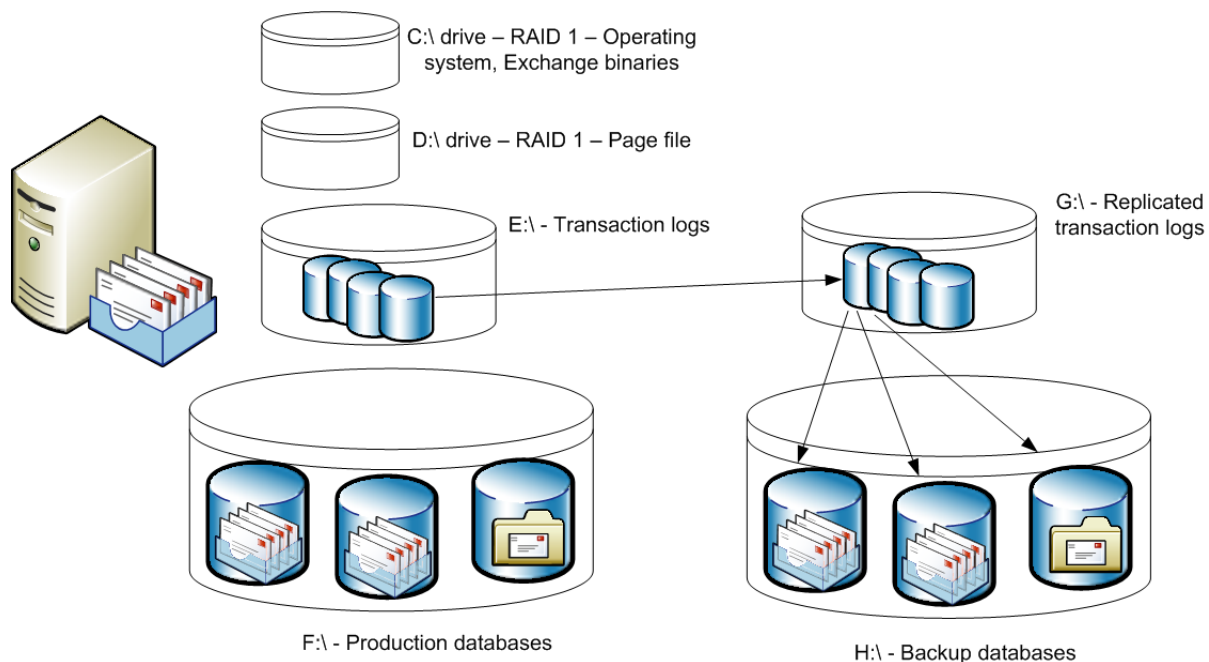 C:\ drive – RAID 1 – Operating
system, Exchange binaries
D:\ drive – RAID 1 – Page file
E:\ - Transaction logs
G:\ - Replicated
transaction logs
F:\ - Production databases
H:\ - Backup databases